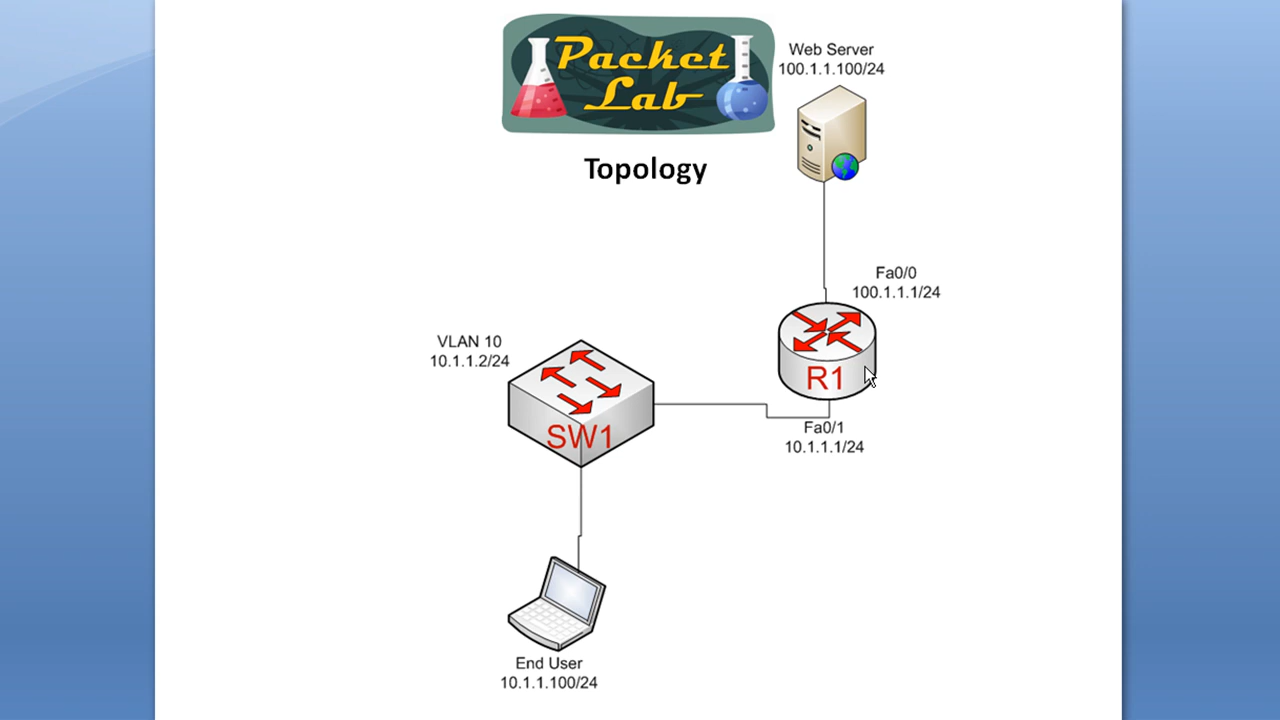 Packet
Lab
Topology
Web Server
100.1.1.100/24
Fa0/0
100.1.1.1/24
R1
Fa0/1
10.1.1.1/24
VLAN 10
10.1.1.2/24
SW1
End User
10.1.1.100/24